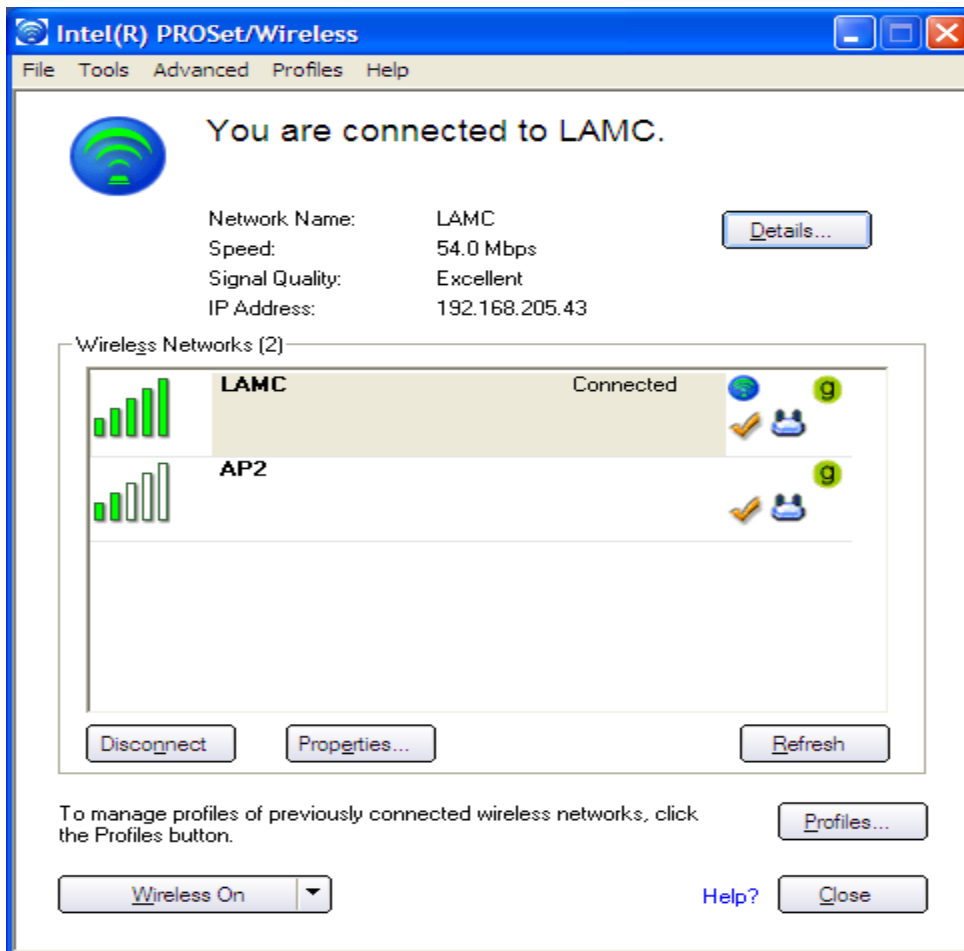 Intel(R) PROSet/Wireless
File Tools Advanced Profiles Help
You are connected to LAMC.
Network Name: LAMC
Details...
Speed: 54.0 Mbps
Signal Quality: Excellent
IP Address: 192.168.205.43
Wireless Networks (2)
LAMC Connected g
AP2 g
Disconnect Properties... Refresh
To manage profiles of previously connected wireless networks, click
the Profiles button.
Profiles...
Wireless On Help? Close